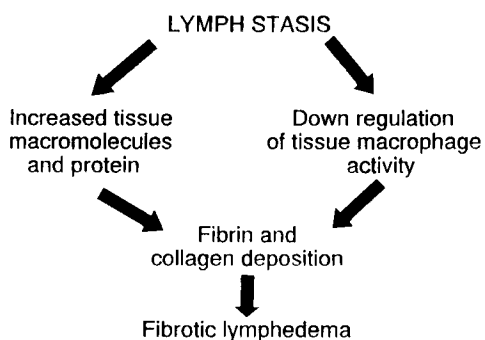 LYMPH STASIS
Increased tissue
macromolecules
and protein
Down regulation
of tissue macrophage
activity
Fibrin and
collagen deposition
Fibrotic lymphedema